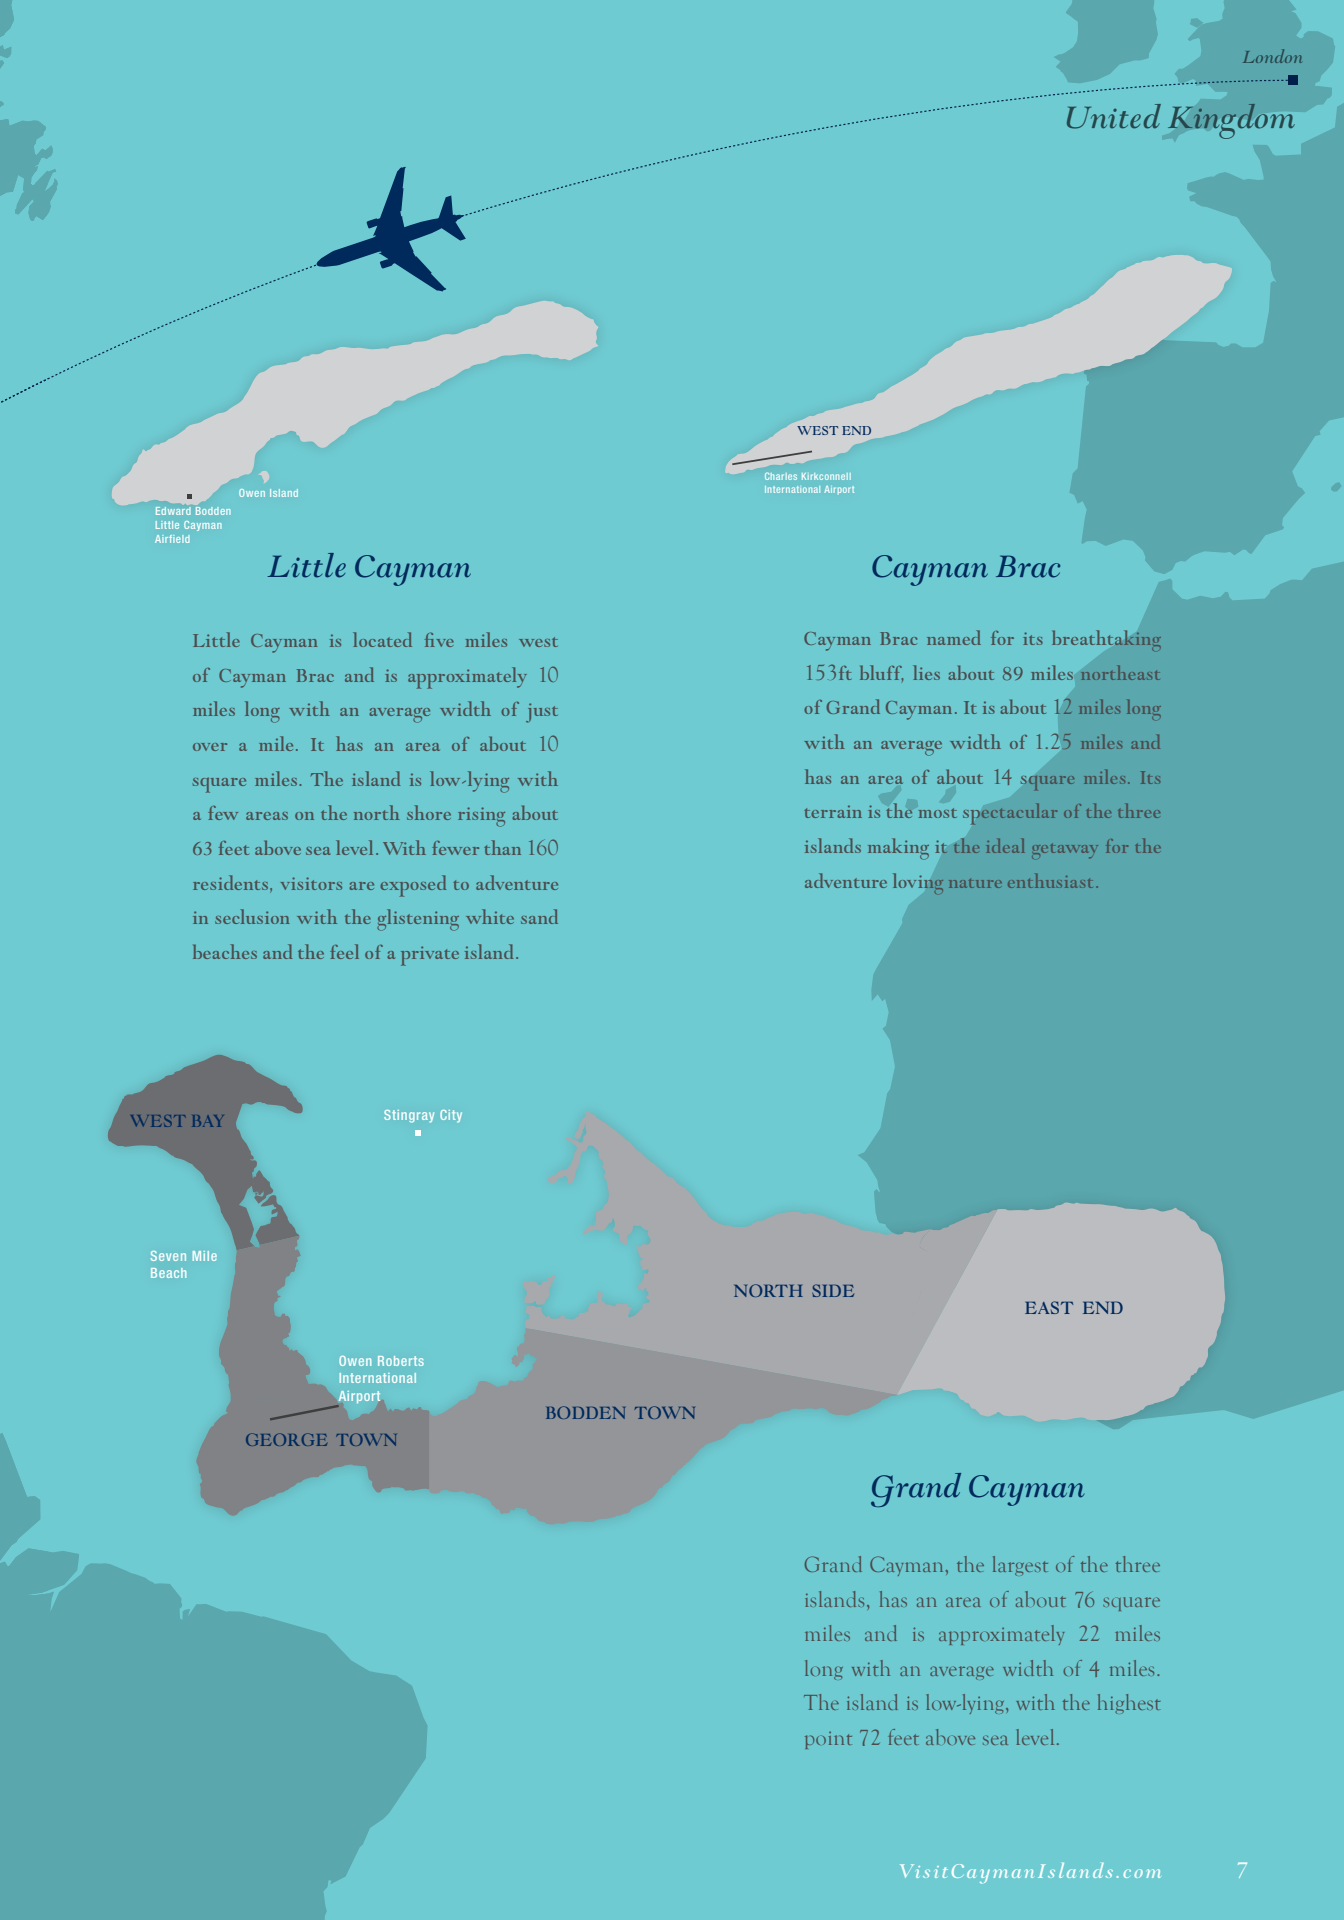 London
United Kingdom
WEST END
Charles Kirkconnell
International Airport
Owen Island
Edward Bodden
Little Cayman
Airfield
Little Cayman
Little Cayman is located five miles west
of Cayman Brac and is approximately 10
miles long with an average width of just
over a mile. It has an area of about 10
square miles. The island is low-lying with
a few areas on the north shore rising about
63 feet above sea level. With fewer than 160
residents, visitors are exposed to adventure
in seclusion with the glistening white sand
beaches and the feel of a private island.
Cayman Brac
Cayman Brac named for its breathtaking
153ft bluff, lies about 89 miles northeast
of Grand Cayman. It is about 12 miles long
with an average width of 1.25 miles and
has an area of about 14 square miles. Its
terrain is the most spectacular of the three
islands making it the ideal getaway for the
adventure loving nature enthusiast.
WEST BAY
Stingray City
Seven Mile
Beach
NORTH SIDE
EAST END
Owen Roberts
International
Airport
BODDEN TOWN
GEORGE TOWN
Grand Cayman
Grand Cayman, the largest of the three
islands, has an area of about 76 square
miles and is approximately 22 miles
long with an average width of 4 miles.
The island is low-lying, with the highest
point 72 feet above sea level.
VisitCaymanIslands.com
7